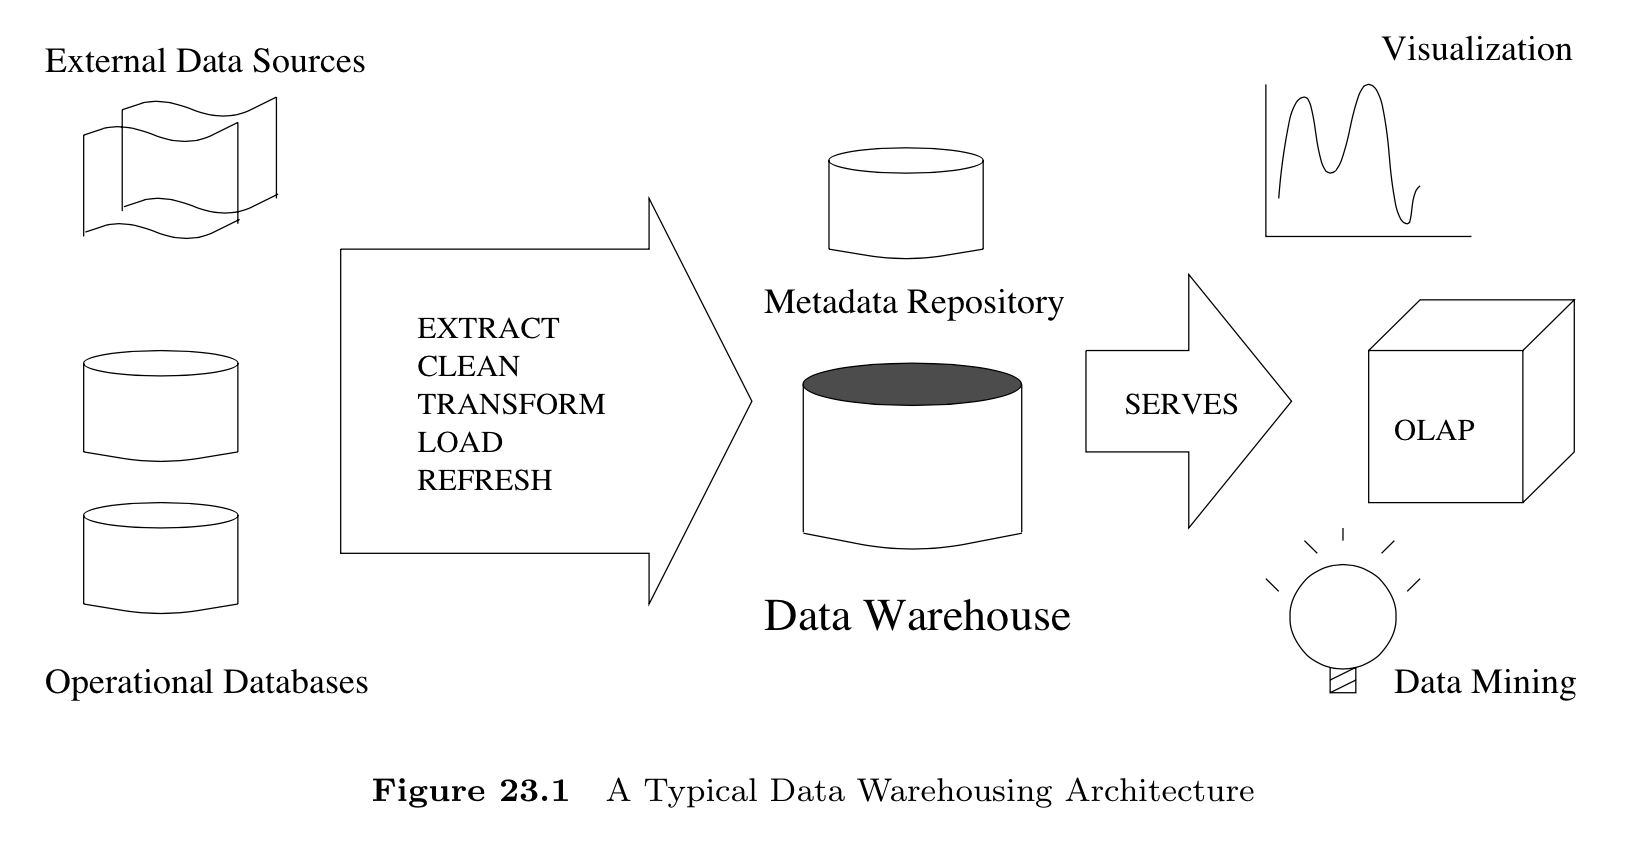 External Data Sources
Visualization
Metadata Repository
EXTRACT
CLEAN
TRANSFORM
LOAD
REFRESH
SERVES
OLAP
Data Warehouse
Operational Databases
Data Mining
Figure 23.1 A Typical Data Warehousing Architecture